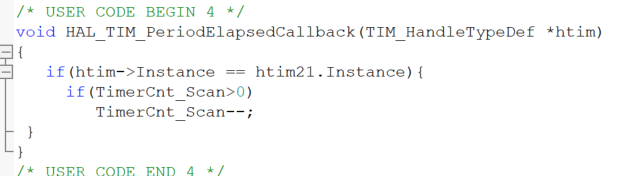 /* USER CODE BEGIN 4 */
void HAL_TIM_PeriodElapsedCallback(TIM_HandleTypeDef *htim)
{
if(htim->Instance == htim21.Instance){
if(TimerCnt_Scan>0)
TimerCnt_Scan--;
}
}
/* USER CODE END 4 */